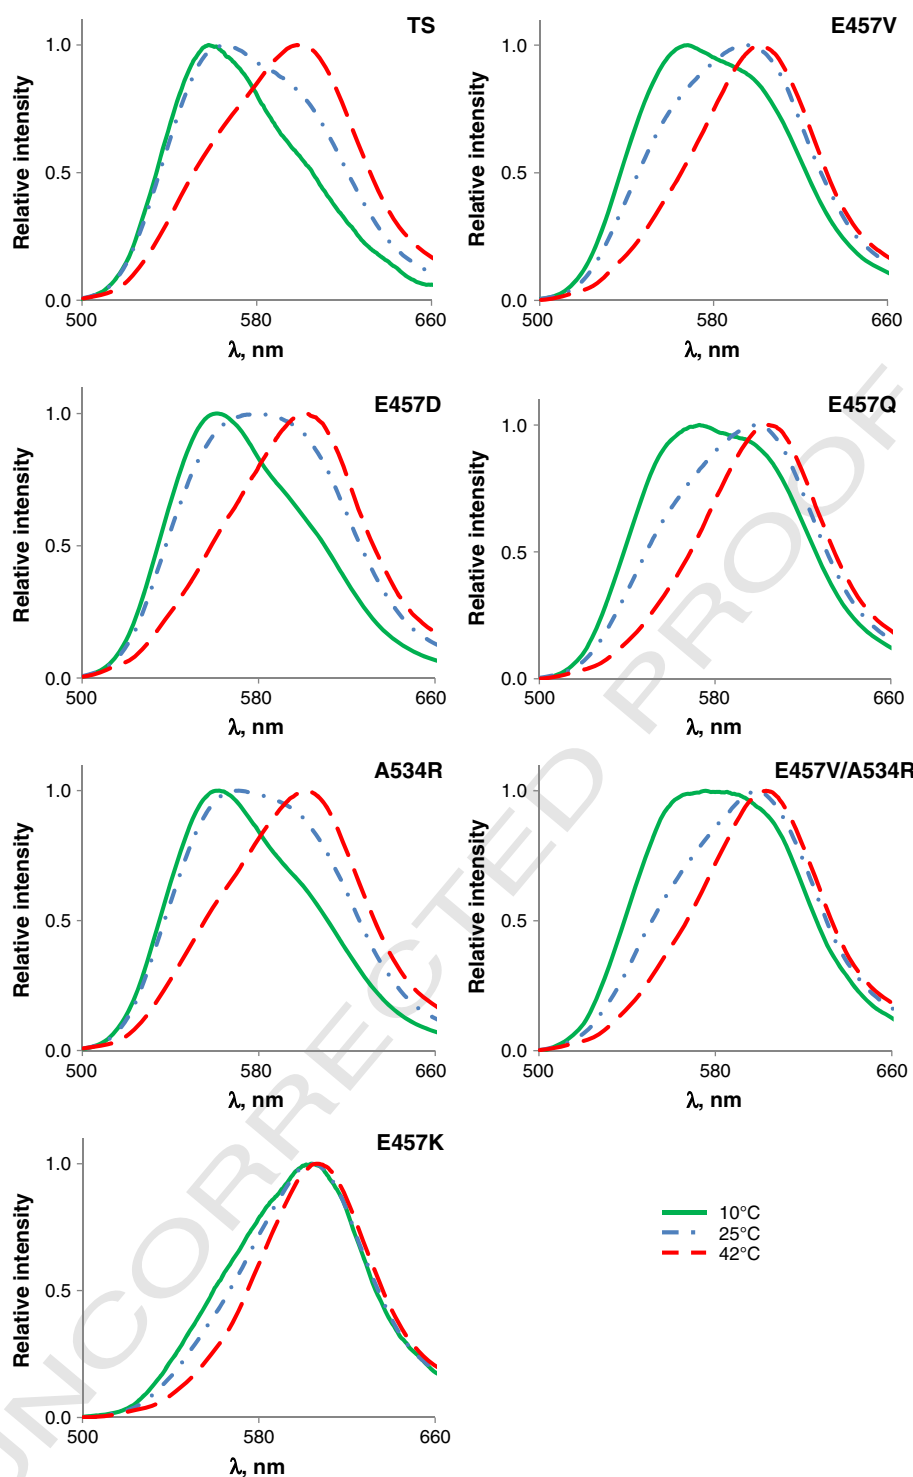 TS
Relative intensity
1.0
0.5
0.0
500
580
660
λ, nm
E457V
Relative intensity
1.0
0.5
0.0
500
580
660
λ, nm
E457D
Relative intensity
1.0
0.5
0.0
500
580
660
λ, nm
E457Q
Relative intensity
1.0
0.5
0.0
500
580
660
λ, nm
A534R
Relative intensity
1.0
0.5
0.0
500
580
660
λ, nm
E457V/A534R
Relative intensity
1.0
0.5
0.0
500
580
660
λ, nm
E457K
Relative intensity
1.0
0.5
0.0
500
580
660
λ, nm
10°C
25°C
42°C
UNCORRECTED PROOF